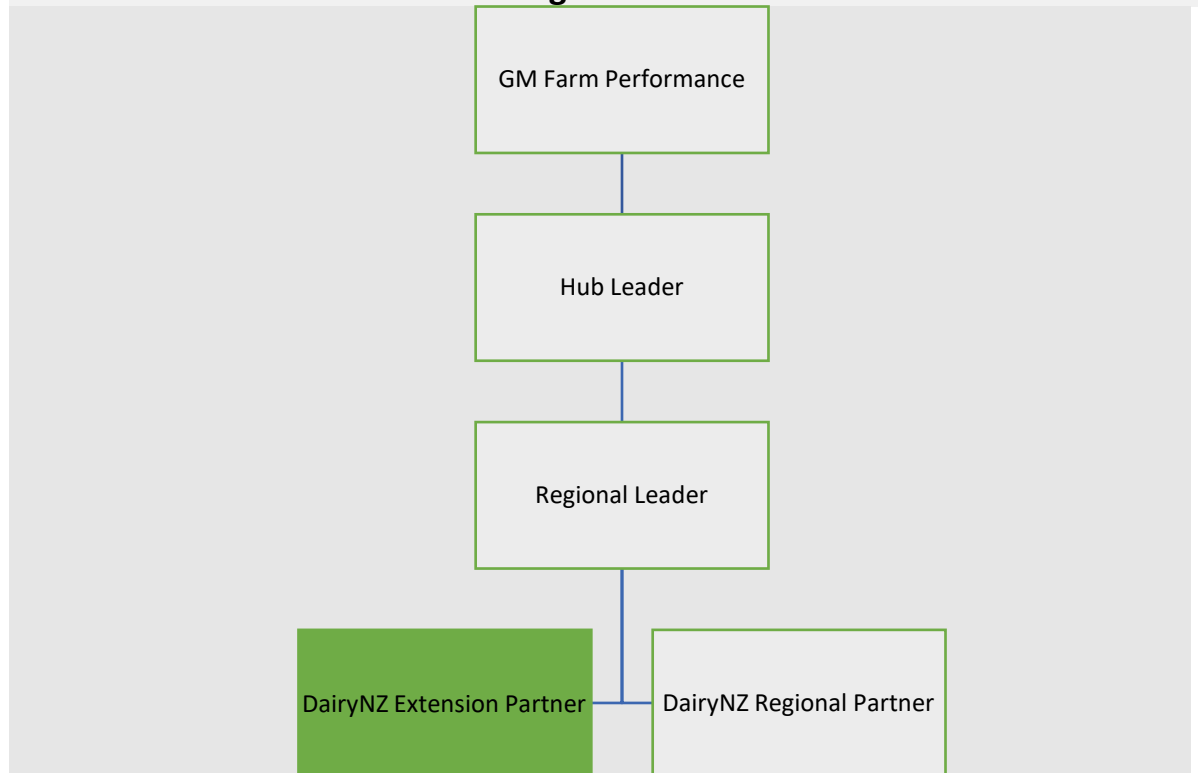 GM Farm Performance
Hub Leader
Regional Leader
DairyNZ Extension Partner
DairyNZ Regional Partner